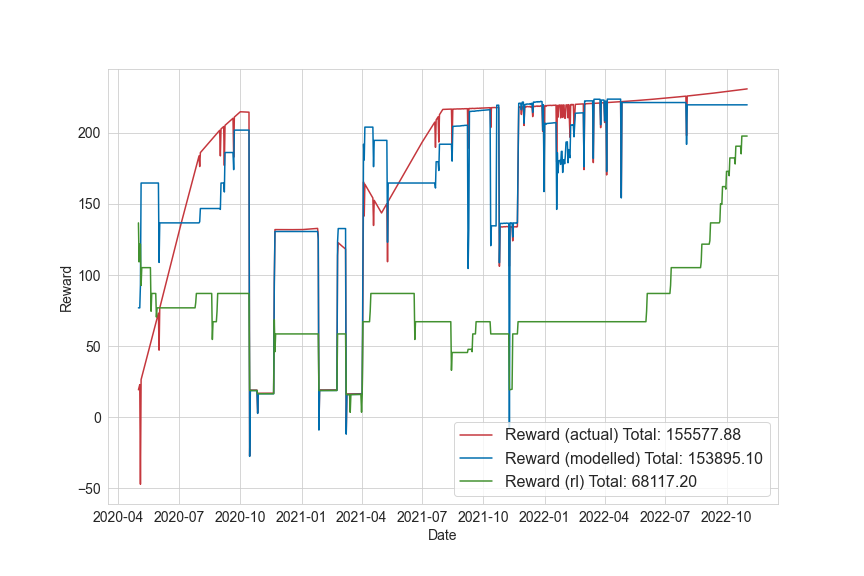 200
150
100
50
0
−50
Reward
2020-04 2020-07 2020-10 2021-01 2021-04 2021-07 2021-10 2022-01 2022-04 2022-07 2022-10
Date
Reward (actual) Total: 155577.88
Reward (modelled) Total: 153895.10
Reward (rl) Total: 68117.20